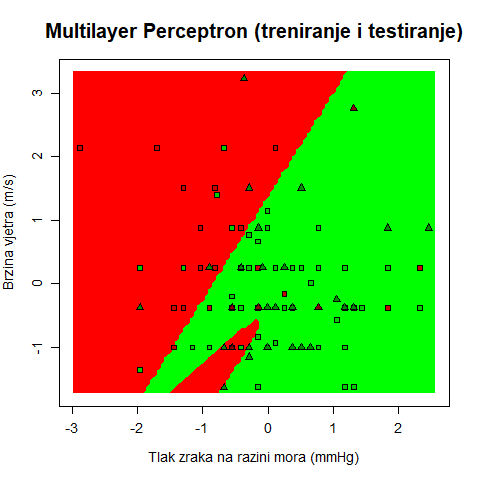 Multilayer Perceptron (treniranje i testiranje)
Brzina vjetra (m/s)
3
2
1
0
-1
-3 -2 -1 0 1 2
Tlak zraka na razini mora (mmHg)